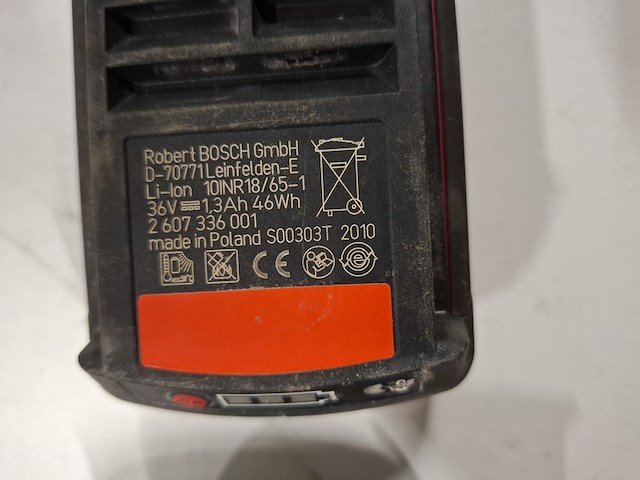 Robert BOSCH GmbH
D-70771 Leinfelden-E
Li-Ion 10INR18/65-1
36V⎓1,3Ah 46Wh
2 607 336 001
made in Poland S00303T 2010
CE
e